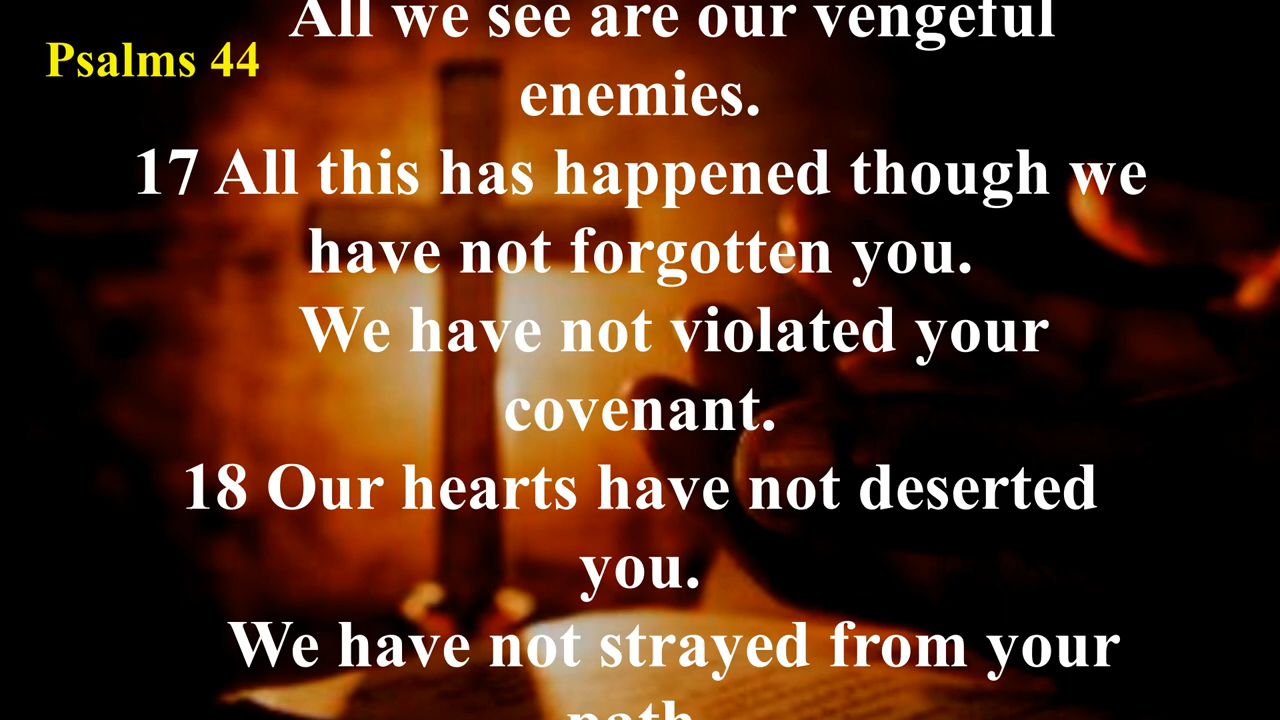 All we see are our vengeful
Psalms 44
enemies.
17 All this has happened though we
have not forgotten you.
We have not violated your
covenant.
18 Our hearts have not deserted
you.
We have not strayed from your
path.